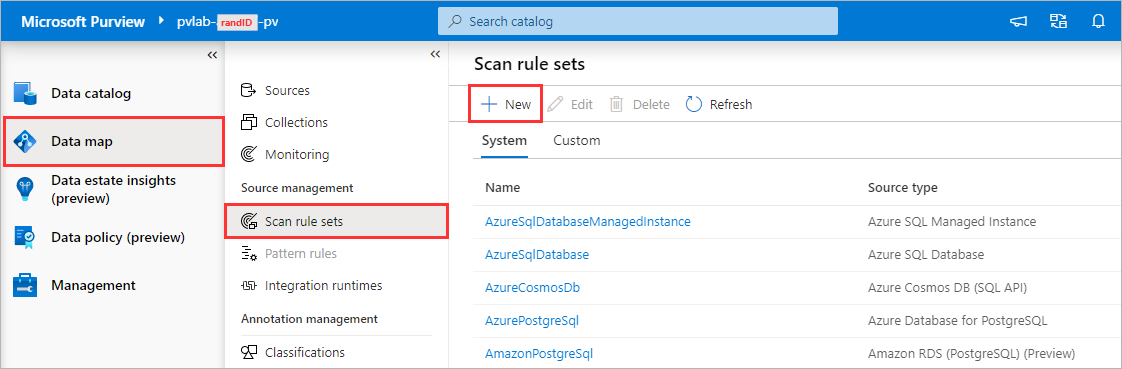 Microsoft Purview pvlab-randID-pv Search catalog
Data catalog
Data map
Data estate insights
(preview)
Data policy (preview)
Management
Sources
Collections
Monitoring
Source management
Scan rule sets
Pattern rules
Integration runtimes
Annotation management
Classifications
Scan rule sets
New Edit Delete Refresh
System Custom
Name Source type
AzureSqlDatabaseManagedInstance Azure SQL Managed Instance
AzureSqlDatabase Azure SQL Database
AzureCosmosDb Azure Cosmos DB (SQL API)
AzurePostgreSql Azure Database for PostgreSQL
AmazonPostgreSql Amazon RDS (PostgreSQL) (Preview)